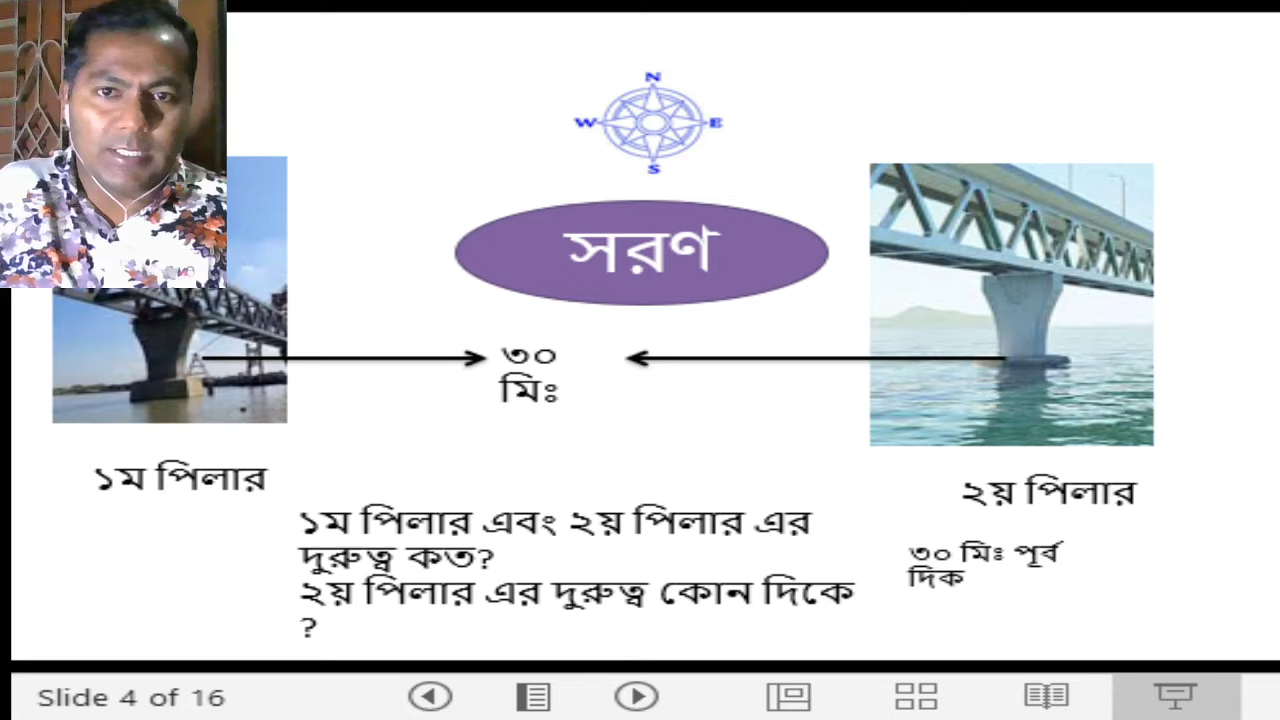 N
W E
S
সরণ
৩০
মিঃ
১ম পিলার
২য় পিলার
১ম পিলার এবং ২য় পিলার এর
দুরুত্ব কত?
২য় পিলার এর দুরুত্ব কোন দিকে
?
৩০ মিঃ পূর্ব
দিক
Slide 4 of 16